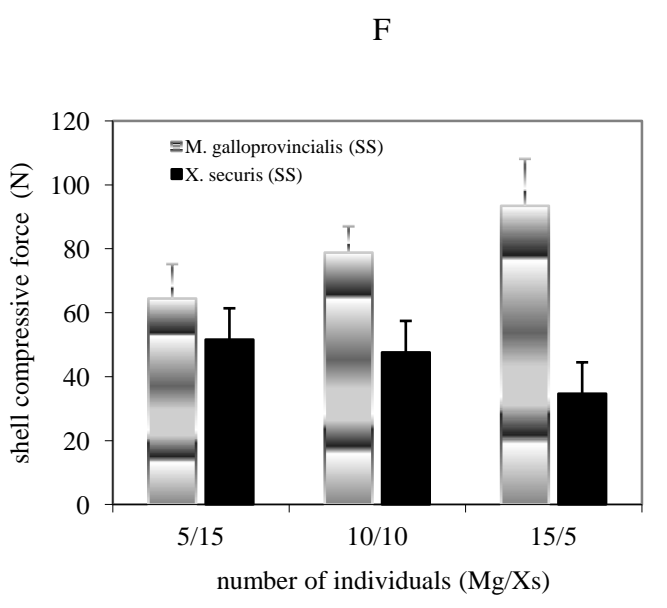 F
120
100
80
60
40
20
0
shell compressive force (N)
M. galloprovincialis (SS)
X. securis (SS)
5/15 10/10 15/5
number of individuals (Mg/Xs)